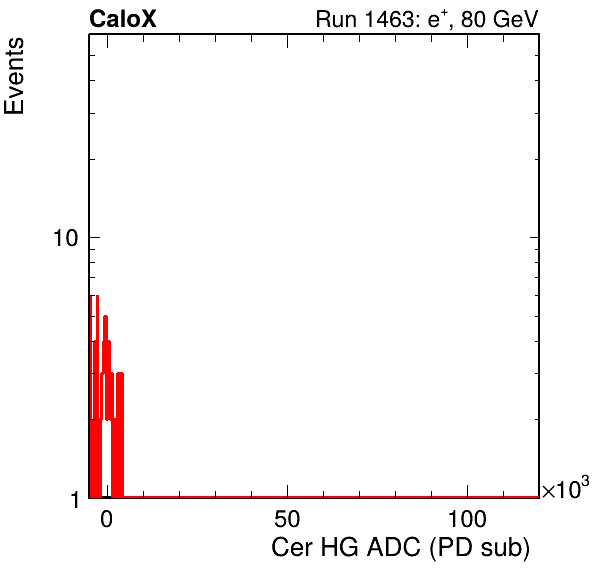 CaloX Run 1463: e⁺, 80 GeV
Events
10
1
0 50 100 ×10³
Cer HG ADC (PD sub)